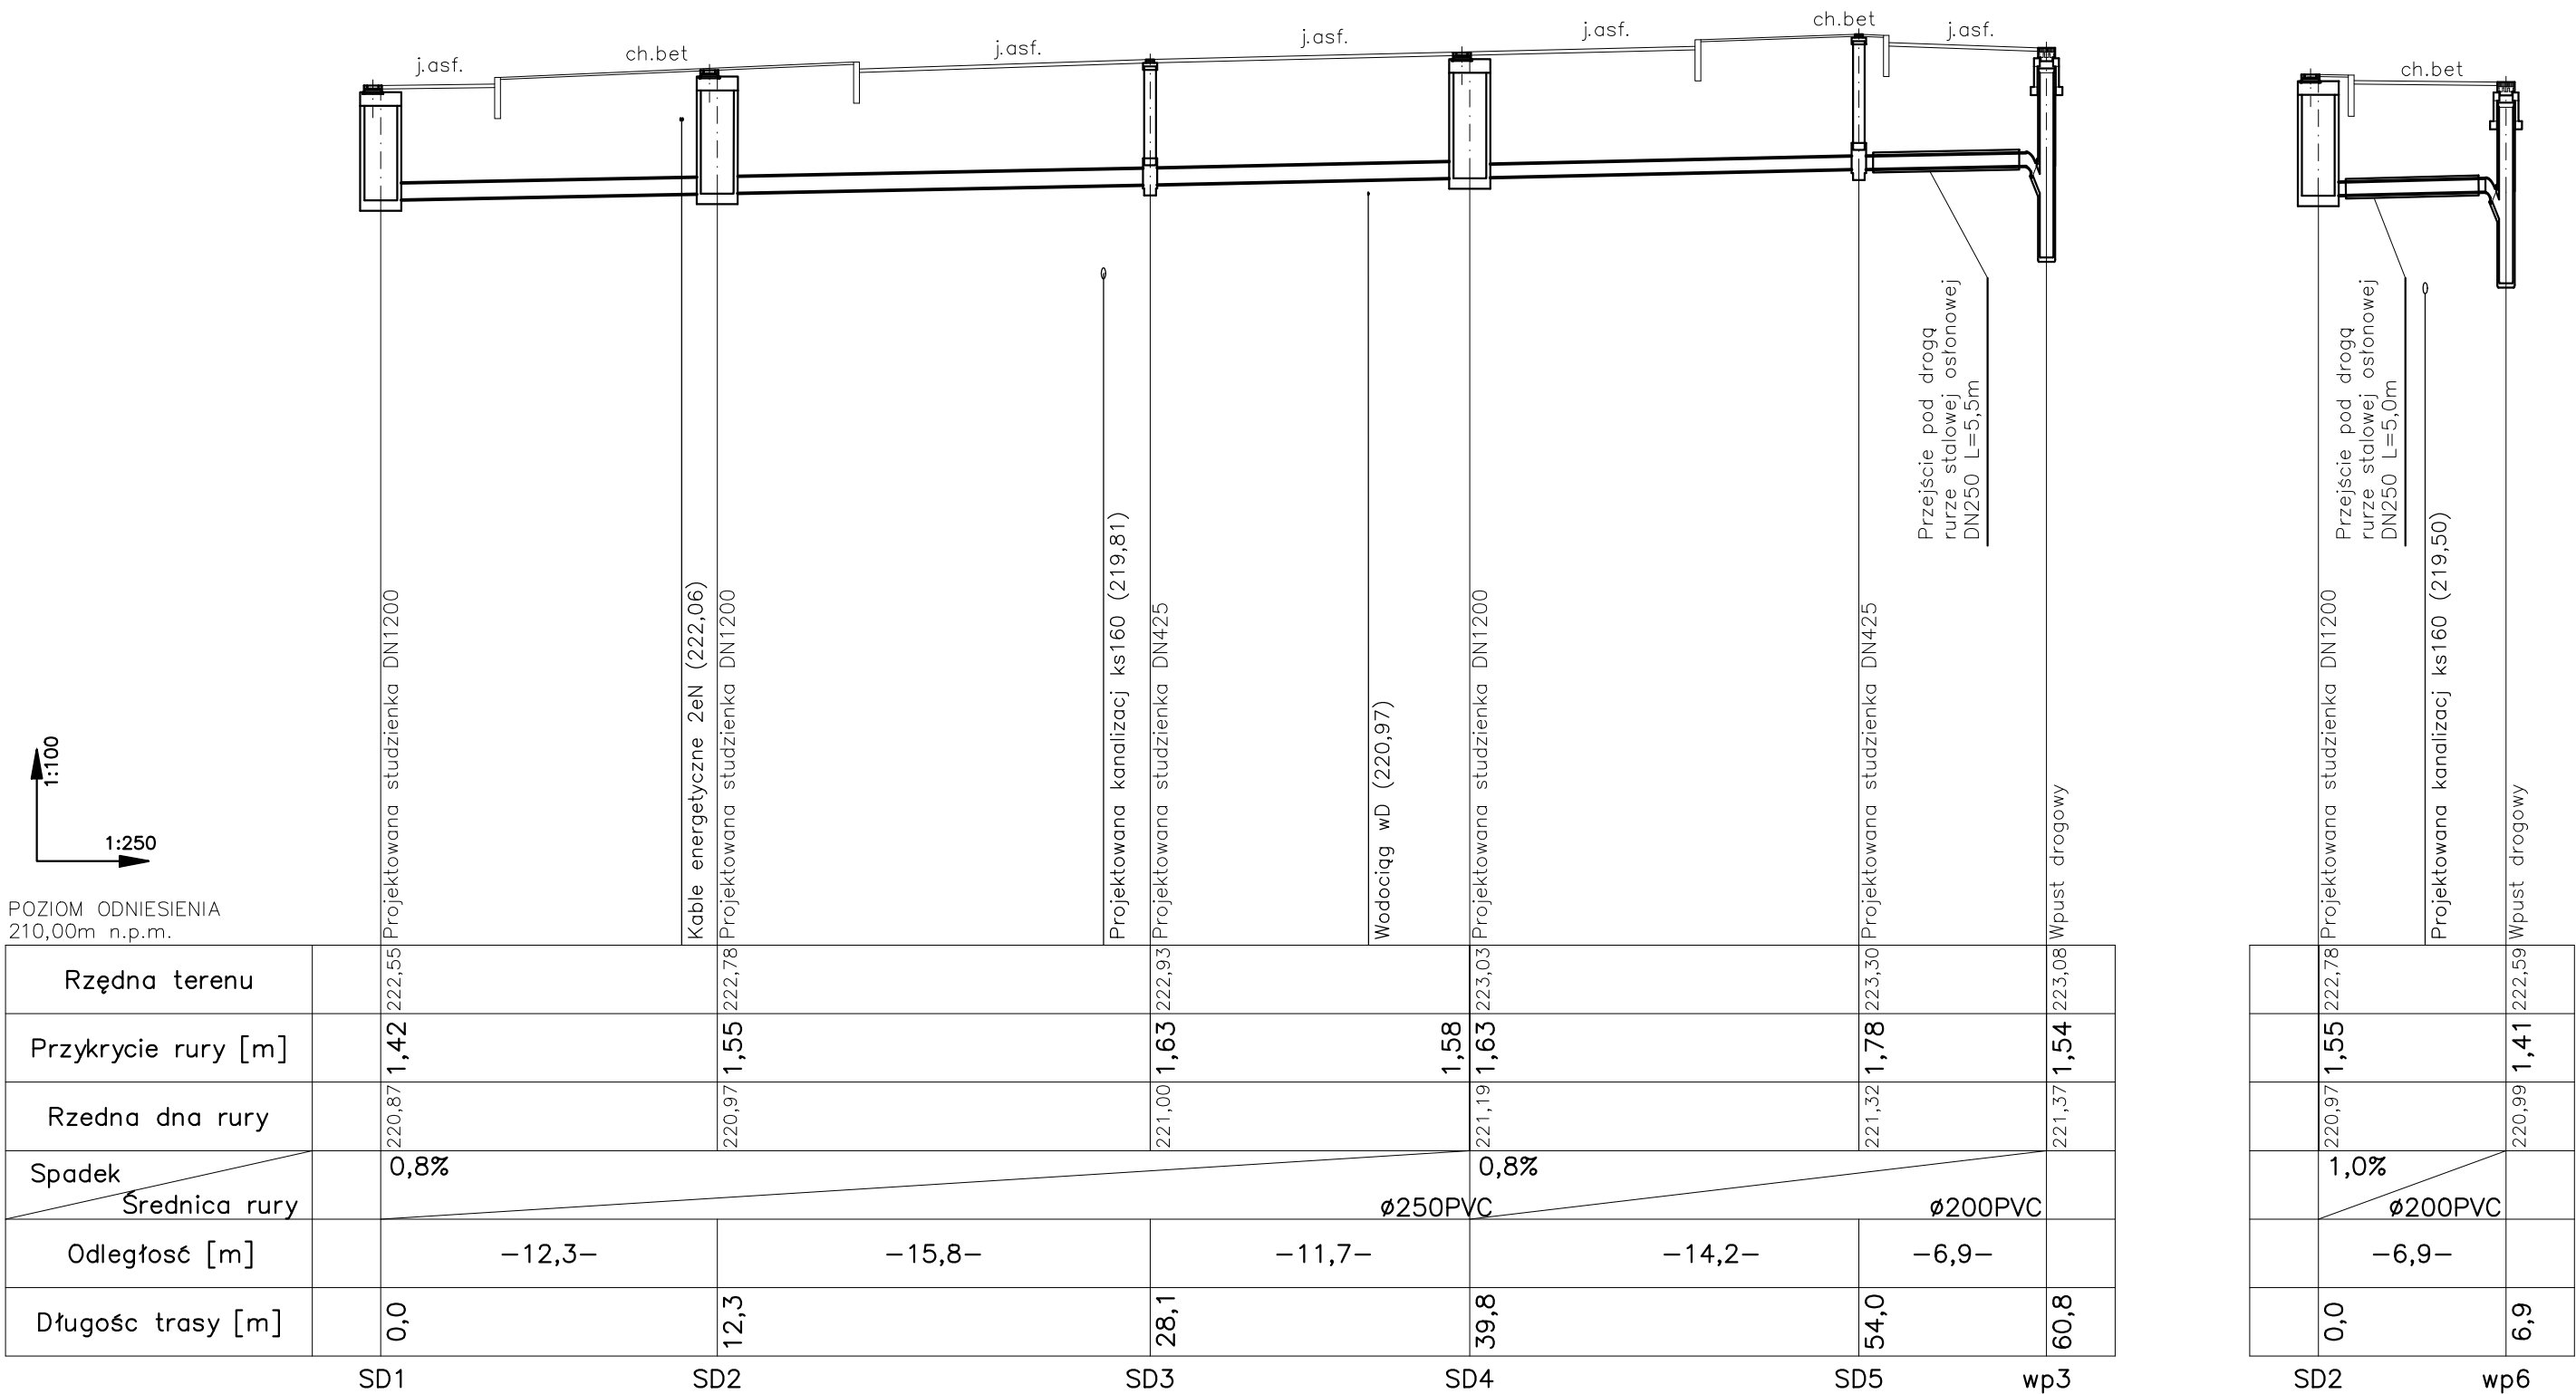 j.asf.
ch.bet
j.asf.
j.asf.
j.asf.
ch.bet
j.asf.
ch.bet
Przejście pod drogą
rurze stalowej osłonowej
DN250 L=5,5m
Przejście pod drogą
rurze stalowej osłonowej
DN250 L=5,0m
Projektowana studzienka DN1200
Kable energetyczne 2eN (222,06)
Projektowana studzienka DN1200
Projektowana kanalizacj ks160 (219,81)
Projektowana studzienka DN425
Wodociąg wD (220,97)
Projektowana studzienka DN1200
Projektowana studzienka DN425
Wpust drogowy
Projektowana studzienka DN1200
Projektowana kanalizacj ks160 (219,50)
Wpust drogowy
1:100
1:250
POZIOM ODNIESIENIA
210,00m n.p.m.
Rzędna terenu 222,55 222,78 222,93 223,03 223,30 223,08 222,78 222,59
Przykrycie rury [m] 1,42 1,55 1,63 1,58 1,63 1,78 1,54 1,55 1,41
Rzedna dna rury 220,87 220,97 221,00 221,19 221,32 221,37 220,97 220,99
Spadek 0,8% 0,8% 1,0%
Średnica rury ø250PVC ø200PVC ø200PVC
Odległosć [m] –12,3– –15,8– –11,7– –14,2– –6,9– –6,9–
Długośc trasy [m] 0,0 12,3 28,1 39,8 54,0 60,8 0,0 6,9
SD1 SD2 SD3 SD4 SD5 wp3 SD2 wp6